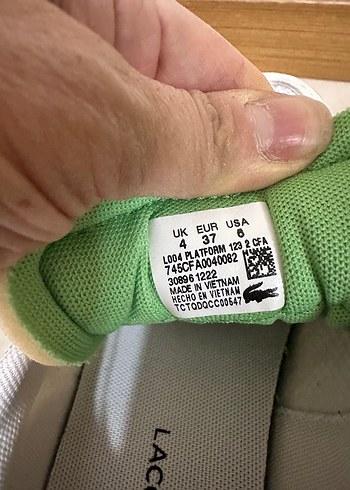 UK EUR USA
4 37 6
L004 PLATFORM 123 2 CFA
745CFA0040082
30896 1222
MADE IN VIETNAM
HECHO EN VIETNAM
TCTODQCC00547
LACO